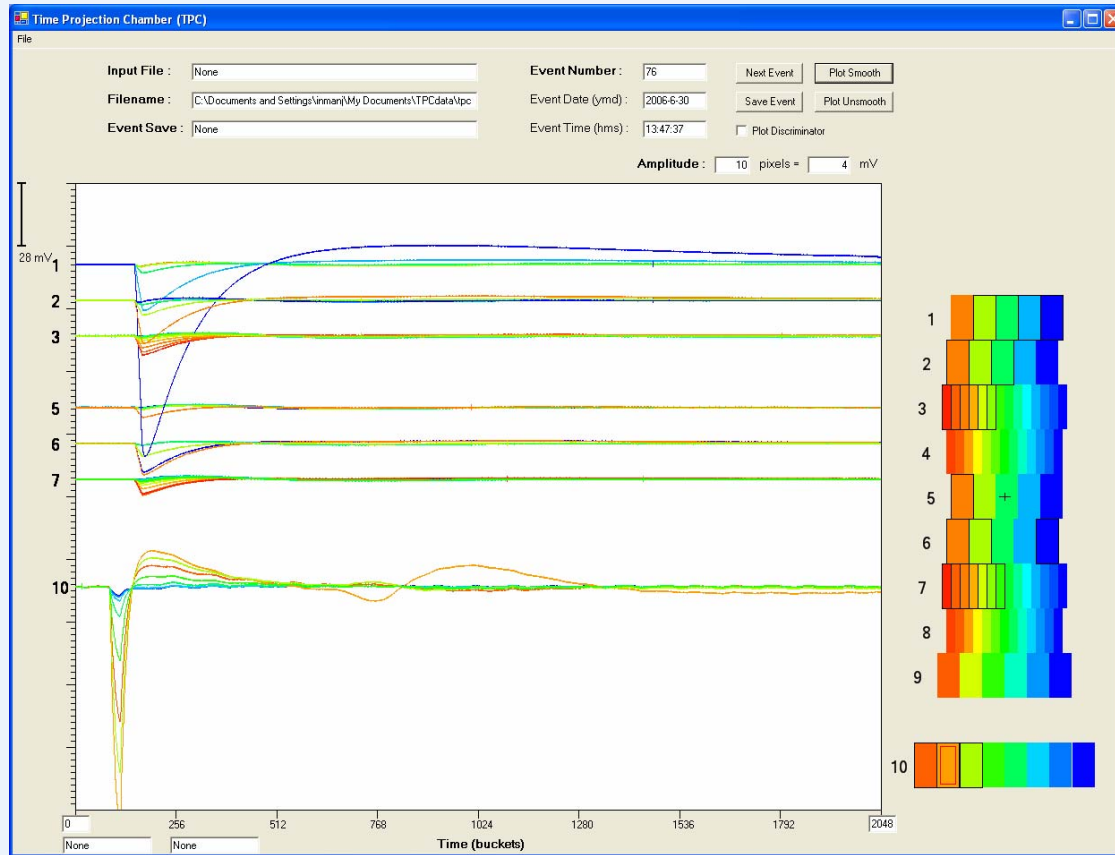 Time Projection Chamber (TPC)
File
Input File : None Event Number : 76 Next Event Plot Smooth
Filename : C:\Documents and Settings\inmanj\My Documents\TPCdata\tpc Event Date (ymd) : 2006-6-30 Save Event Plot Unsmooth
Event Save : None Event Time (hms) : 13:47:37 Plot Discriminator
Amplitude : 10 pixels = 4 mV
28 mV
1
2
3
5
6
7
10
0 256 512 768 1024 1280 1536 1792 2048
None None Time (buckets)
1
2
3
4
5
6
7
8
9
10